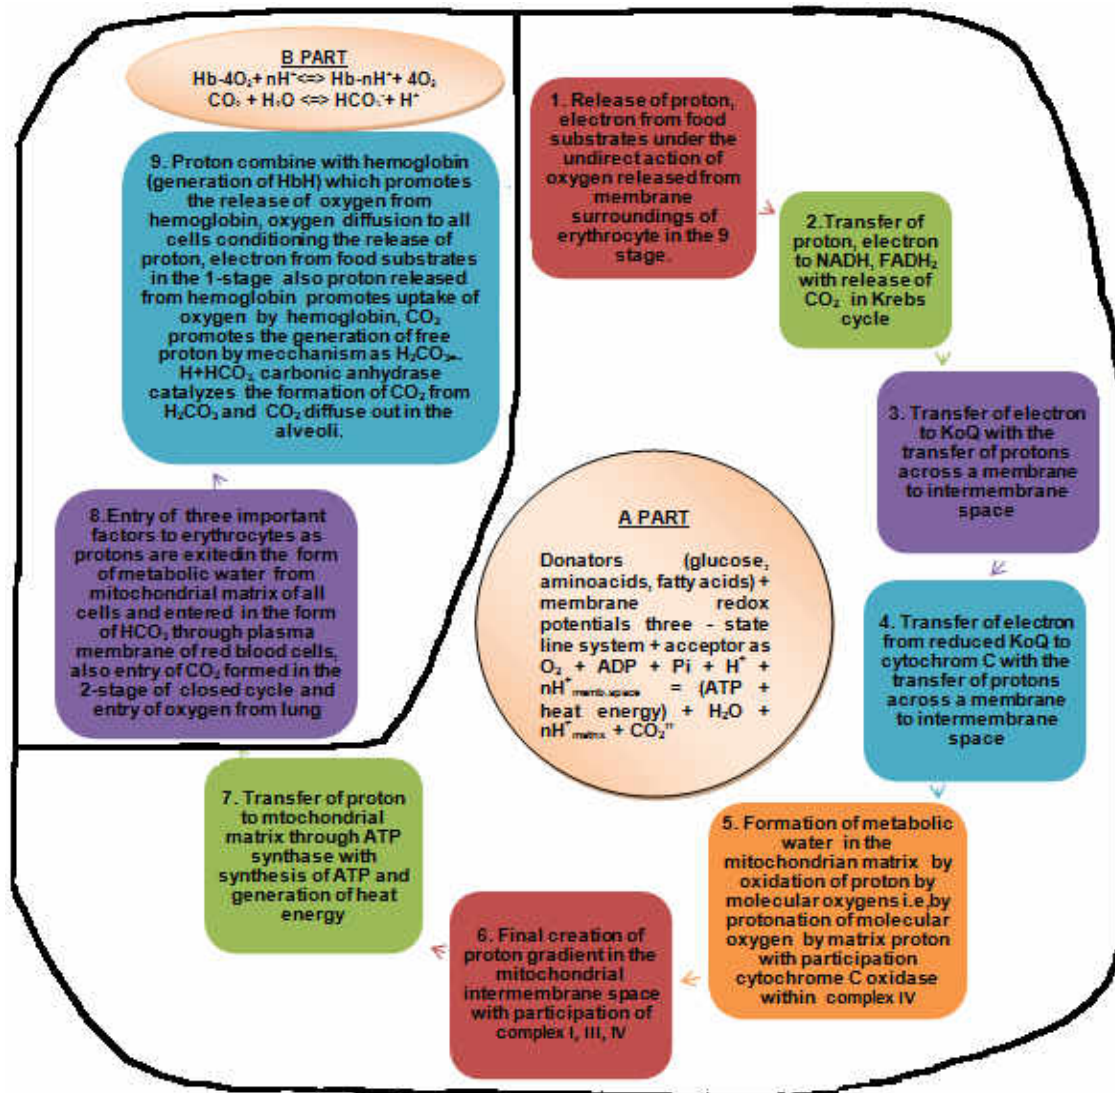 B PART
Hb-4O₂+ nH⁺<=> Hb-nH⁺+ 4O₂
CO₂ + H₂O <=> HCO₃⁻+ H⁺
9. Proton combine with hemoglobin
(generation of HbH) which promotes
the release of oxygen from
hemoglobin, oxygen diffusion to all
cells conditioning the release of
proton, electron from food substrates
in the 1-stage also proton released
from hemoglobin promotes uptake of
oxygen by hemoglobin, CO₂
promotes the generation of free
proton by mecchanism as H₂CO₃
H+HCO₃, carbonic anhydrase
catalyzes the formation of CO₂ from
H₂CO₃ and CO₂ diffuse out in the
alveoli.
8.Entry of three important
factors to erythrocytes as
protons are exitedin the form
of metabolic water from
mitochondrial matrix of all
cells and entered in the form
of HCO₃ through plasma
membrane of red blood cells,
also entry of CO₂ formed in the
2-stage of closed cycle and
entry of oxygen from lung
1. Release of proton,
electron from food
substrates under the
undirect action of
oxygen released from
membrane
surroundings of
erythrocyte in the 9
stage.
2.Transfer of
proton, electron
to NADH, FADH₂
with release of
CO₂ in Krebs
cycle
3. Transfer of electron
to KoQ with the
transfer of protons
across a membrane
to intermembrane
space
4. Transfer of electron
from reduced KoQ to
cytochrom C with the
transfer of protons
across a membrane
to intermembrane
space
5. Formation of metabolic
water in the
mitochondrian matrix by
oxidation of proton by
molecular oxygens i.e,by
protonation of molecular
oxygen by matrix proton
with participation
cytochrome C oxidase
within complex IV
6. Final creation of
proton gradient in the
mitochondrial
intermembrane space
with participation of
complex I, III, IV
7. Transfer of proton
to mtochondrial
matrix through ATP
synthase with
synthesis of ATP and
generation of heat
energy
A PART
Donators (glucose,
aminoacids, fatty acids) +
membrane redox
potentials three - state
line system + acceptor as
O₂ + ADP + Pi + H⁺ +
nH⁺memb.space = (ATP +
heat energy) + H₂O +
nH⁺matrix + CO₂"